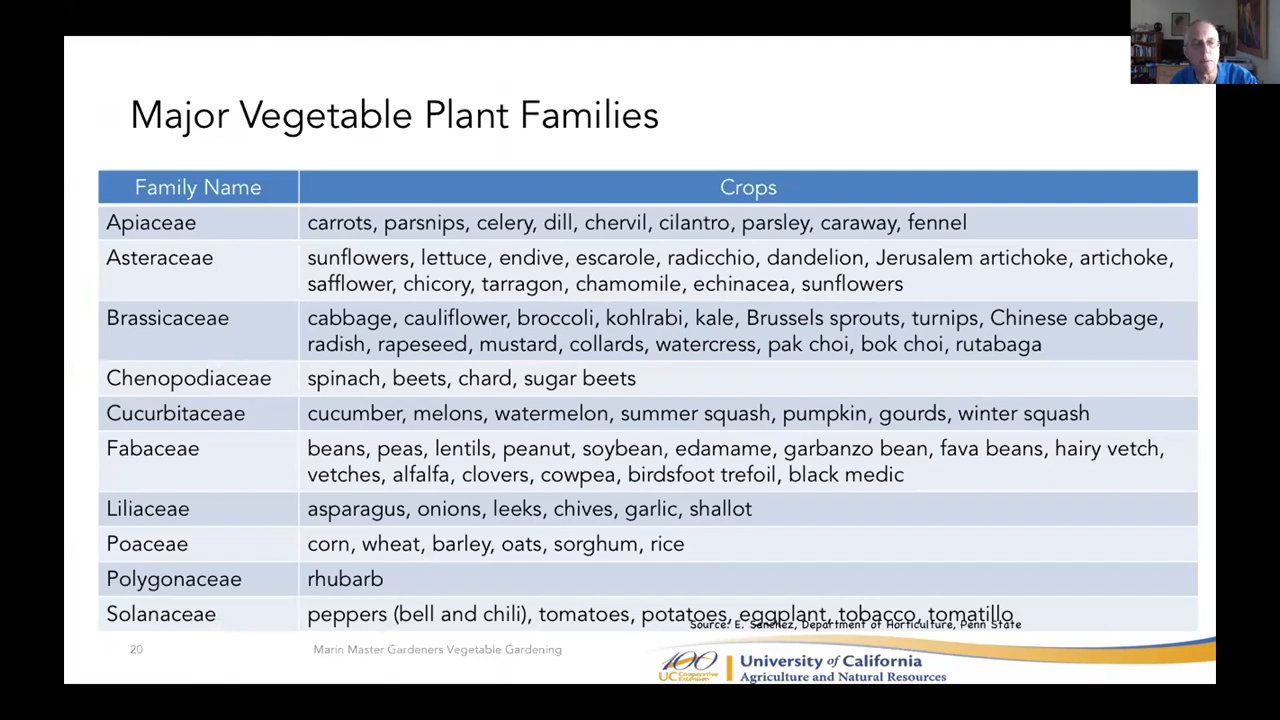 Major Vegetable Plant Families
Family Name Crops
Apiaceae carrots, parsnips, celery, dill, chervil, cilantro, parsley, caraway, fennel
Asteraceae sunflowers, lettuce, endive, escarole, radicchio, dandelion, Jerusalem artichoke, artichoke,
safflower, chicory, tarragon, chamomile, echinacea, sunflowers
Brassicaceae cabbage, cauliflower, broccoli, kohlrabi, kale, Brussels sprouts, turnips, Chinese cabbage,
radish, rapeseed, mustard, collards, watercress, pak choi, bok choi, rutabaga
Chenopodiaceae spinach, beets, chard, sugar beets
Cucurbitaceae cucumber, melons, watermelon, summer squash, pumpkin, gourds, winter squash
Fabaceae beans, peas, lentils, peanut, soybean, edamame, garbanzo bean, fava beans, hairy vetch,
vetches, alfalfa, clovers, cowpea, birdsfoot trefoil, black medic
Liliaceae asparagus, onions, leeks, chives, garlic, shallot
Poaceae corn, wheat, barley, oats, sorghum, rice
Polygonaceae rhubarb
Solanaceae peppers (bell and chili), tomatoes, potatoes, eggplant, tobacco, tomatillo
Source: E. Sanchez, Department of Horticulture, Penn State
20 Marin Master Gardeners Vegetable Gardening
100
UC Cooperative
Extension
University of California
Agriculture and Natural Resources